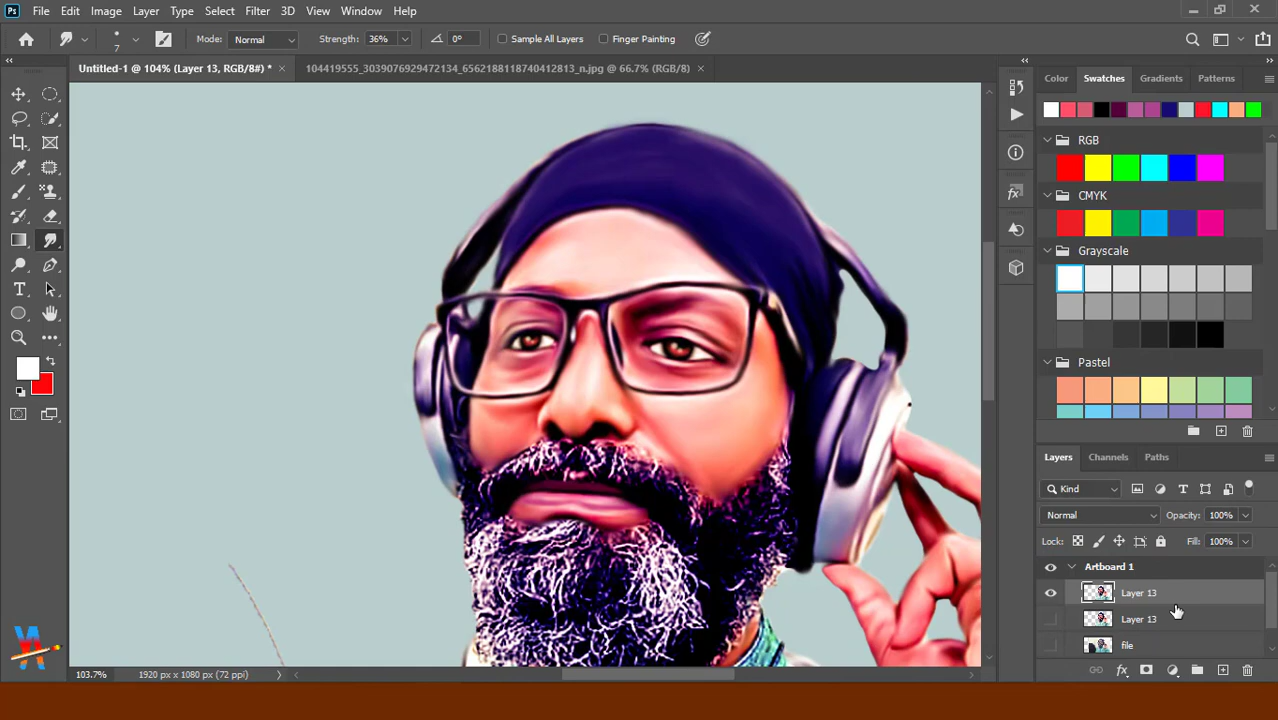 Ps File Edit Image Layer Type Select Filter 3D View Window Help
7 Mode: Normal Strength: 36% 0° Sample All Layers Finger Painting
Untitled-1 @ 104% (Layer 13, RGB/8#) * × 104419555_3039076929472134_6562188118740412813_n.jpg @ 66.7% (RGB/8) ×
Color Swatches Gradients Patterns
RGB
CMYK
Grayscale
Pastel
Layers Channels Paths
Kind
Normal Opacity: 100%
Lock: Fill: 100%
Artboard 1
Layer 13
Layer 13
file
fx
103.7% 1920 px x 1080 px (72 ppi)